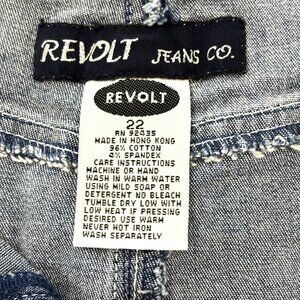 REVOLT JEANS CO.
REVOLT
22
RN 92435
MADE IN HONG KONG
96% COTTON
4% SPANDEX
CARE INSTRUCTIONS
MACHINE OR HAND
WASH IN WARM WATER
USING MILD SOAP OR
DETERGENT NO BLEACH
TUMBLE DRY LOW WITH
LOW HEAT IF PRESSING
DESIRED USE WARM
NEVER HOT IRON
WASH SEPARATELY